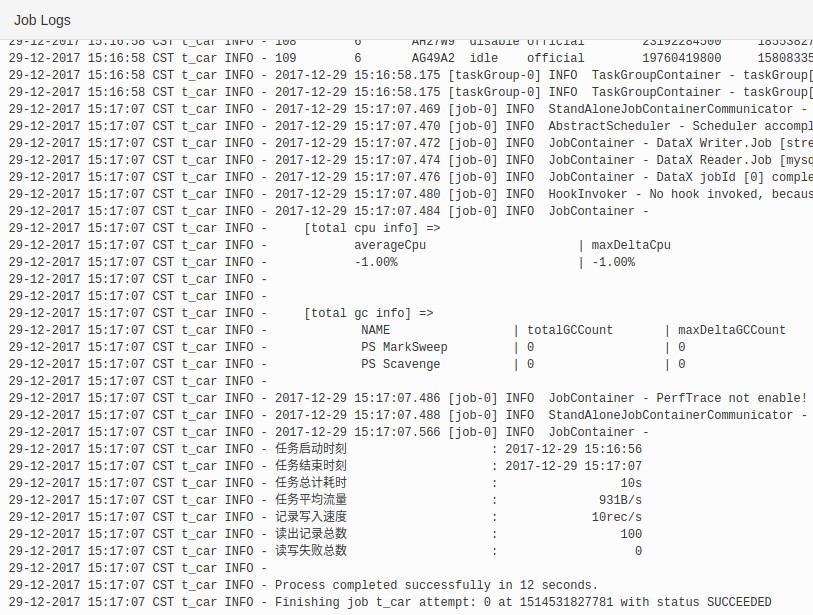 Job Logs
29-12-2017 15:16:58 CST t_car INFO - 108 6 AH27W9 disable official 23192284500 18553827
29-12-2017 15:16:58 CST t_car INFO - 109 6 AG49A2 idle official 19760419800 15808335
29-12-2017 15:16:58 CST t_car INFO - 2017-12-29 15:16:58.175 [taskGroup-0] INFO TaskGroupContainer - taskGroup[
29-12-2017 15:16:58 CST t_car INFO - 2017-12-29 15:16:58.175 [taskGroup-0] INFO TaskGroupContainer - taskGroup[
29-12-2017 15:17:07 CST t_car INFO - 2017-12-29 15:17:07.469 [job-0] INFO StandAloneJobContainerCommunicator -
29-12-2017 15:17:07 CST t_car INFO - 2017-12-29 15:17:07.470 [job-0] INFO AbstractScheduler - Scheduler accompl
29-12-2017 15:17:07 CST t_car INFO - 2017-12-29 15:17:07.472 [job-0] INFO JobContainer - DataX Writer.Job [stre
29-12-2017 15:17:07 CST t_car INFO - 2017-12-29 15:17:07.474 [job-0] INFO JobContainer - DataX Reader.Job [mysq
29-12-2017 15:17:07 CST t_car INFO - 2017-12-29 15:17:07.476 [job-0] INFO JobContainer - DataX jobId [0] comple
29-12-2017 15:17:07 CST t_car INFO - 2017-12-29 15:17:07.480 [job-0] INFO HookInvoker - No hook invoked, becaus
29-12-2017 15:17:07 CST t_car INFO - 2017-12-29 15:17:07.484 [job-0] INFO JobContainer -
29-12-2017 15:17:07 CST t_car INFO - [total cpu info] =>
29-12-2017 15:17:07 CST t_car INFO - averageCpu | maxDeltaCpu
29-12-2017 15:17:07 CST t_car INFO - -1.00% | -1.00%
29-12-2017 15:17:07 CST t_car INFO -
29-12-2017 15:17:07 CST t_car INFO -
29-12-2017 15:17:07 CST t_car INFO - [total gc info] =>
29-12-2017 15:17:07 CST t_car INFO - NAME | totalGCCount | maxDeltaGCCount
29-12-2017 15:17:07 CST t_car INFO - PS MarkSweep | 0 | 0
29-12-2017 15:17:07 CST t_car INFO - PS Scavenge | 0 | 0
29-12-2017 15:17:07 CST t_car INFO -
29-12-2017 15:17:07 CST t_car INFO - 2017-12-29 15:17:07.486 [job-0] INFO JobContainer - PerfTrace not enable!
29-12-2017 15:17:07 CST t_car INFO - 2017-12-29 15:17:07.488 [job-0] INFO StandAloneJobContainerCommunicator -
29-12-2017 15:17:07 CST t_car INFO - 2017-12-29 15:17:07.566 [job-0] INFO JobContainer -
29-12-2017 15:17:07 CST t_car INFO - 任务启动时刻 : 2017-12-29 15:16:56
29-12-2017 15:17:07 CST t_car INFO - 任务结束时刻 : 2017-12-29 15:17:07
29-12-2017 15:17:07 CST t_car INFO - 任务总计耗时 : 10s
29-12-2017 15:17:07 CST t_car INFO - 任务平均流量 : 931B/s
29-12-2017 15:17:07 CST t_car INFO - 记录写入速度 : 10rec/s
29-12-2017 15:17:07 CST t_car INFO - 读出记录总数 : 100
29-12-2017 15:17:07 CST t_car INFO - 读写失败总数 : 0
29-12-2017 15:17:07 CST t_car INFO -
29-12-2017 15:17:07 CST t_car INFO - Process completed successfully in 12 seconds.
29-12-2017 15:17:07 CST t_car INFO - Finishing job t_car attempt: 0 at 1514531827781 with status SUCCEEDED